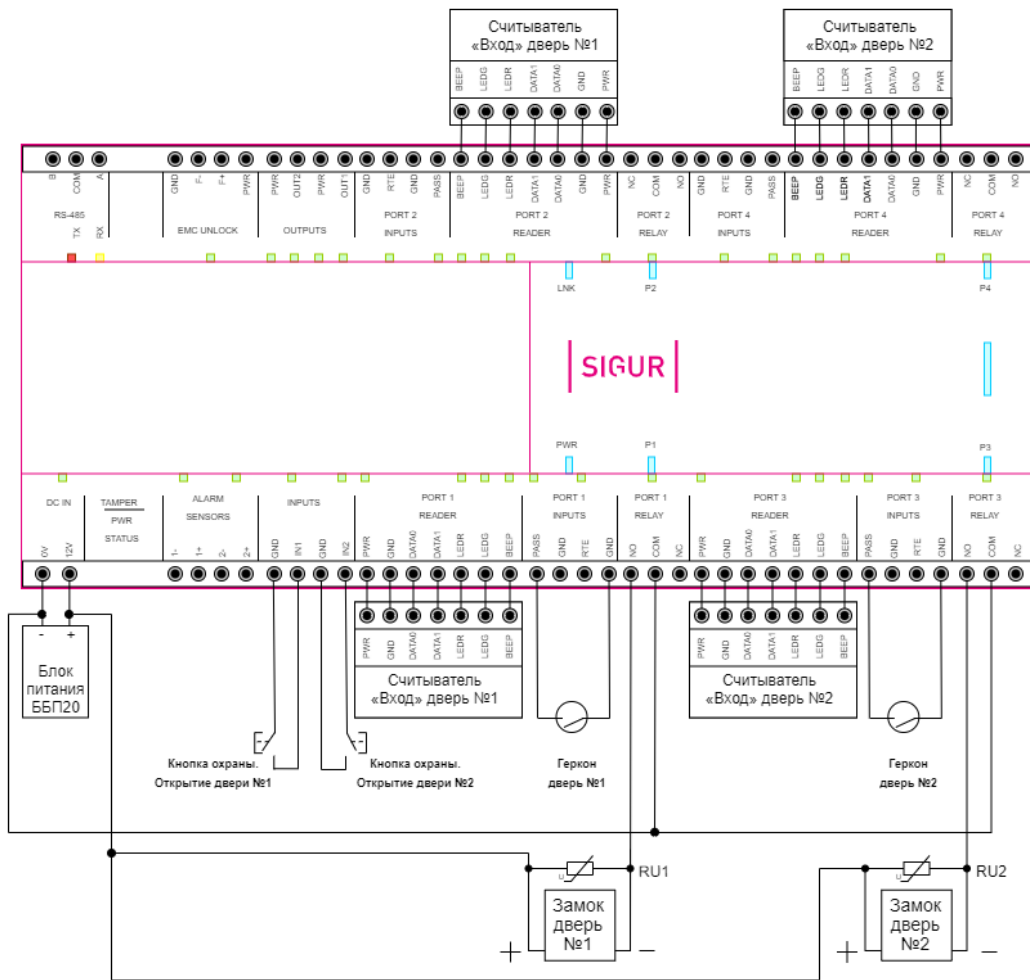 Считыватель
«Вход» дверь №1
BEEP LEDG LEDR DATA1 DATA0 GND PWR
Считыватель
«Вход» дверь №2
BEEP LEDG LEDR DATA1 DATA0 GNO PWR
B COM A GND F- F+ PWR PWR OUT2 PWR OUT1 GND RTE GND PASS BEEP LEDG LEDR DATA1 DATA0 GND PWR NC COM NO GND RTE GND PASS BEEP LEDG LEDR DATA1 DATA0 GND PWR NC COM NO
RS-485
TX RX
EMC UNLOCK
OUTPUTS
PORT 2
INPUTS
PORT 2
READER
PORT 2
RELAY
PORT 4
INPUTS
PORT 4
READER
PORT 4
RELAY
LNK
P2
P4
SIGUR
PWR
P1
P3
DC IN
TAMPER
PWR
STATUS
ALARM
SENSORS
INPUTS
PORT 1
READER
PORT 1
INPUTS
PORT 1
RELAY
PORT 3
READER
PORT 3
INPUTS
PORT 3
RELAY
0V 12V 1- 1+ 2- 2+ GND IN1 GND IN2 PWR GND DATA0 DATA1 LEDR LEDG BEEP PASS GND RTE GND NO COM NC PWR GND DATA0 DATA1 LEDR LEDG BEEP PASS GND RTE GND NO COM NC
- +
Блок
питания
ББП20
PWR GND DATA0 DATA1 LEDR LEDG BEEP
Считыватель
«Вход» дверь №1
PWR GND DATA0 DATA1 LEDR LEDG BEEP
Считыватель
«Вход» дверь №2
Кнопка охраны.
Открытие двери №1
Кнопка охраны.
Открытие двери №2
Геркон
дверь №1
Геркон
дверь №2
U
RU1
U
RU2
Замок
дверь
№1
+ -
Замок
дверь
№2
+ -